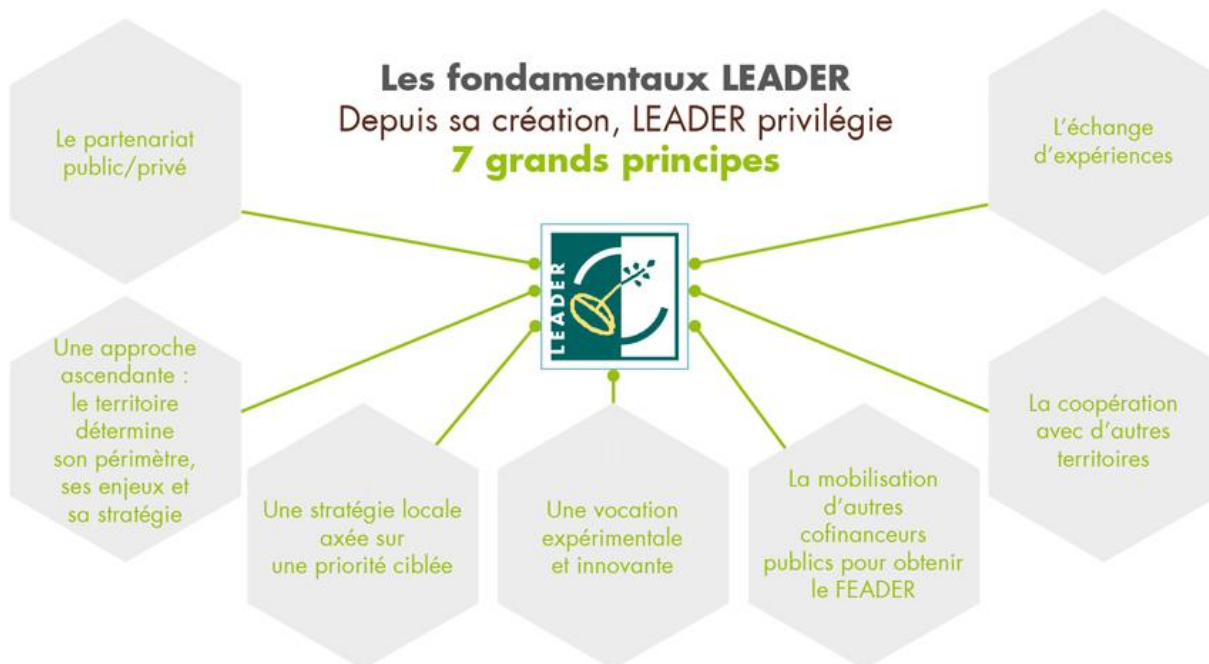 Les fondamentaux LEADER
Depuis sa création, LEADER privilégie
7 grands principes
Le partenariat
public/privé
Une approche
ascendante :
le territoire
détermine
son périmètre,
ses enjeux et
sa stratégie
Une stratégie locale
axée sur
une priorité ciblée
Une vocation
expérimentale
et innovante
La mobilisation
d'autres
cofinanceurs
publics pour obtenir
le FEADER
La coopération
avec d'autres
territoires
L'échange
d'expériences
LEADER